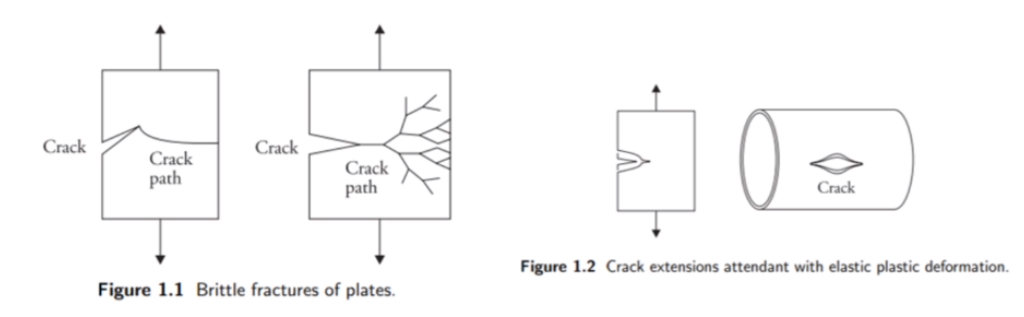 Crack
Crack
path
Crack
Crack
path
Figure 1.1 Brittle fractures of plates.
Crack
Figure 1.2 Crack extensions attendant with elastic plastic deformation.